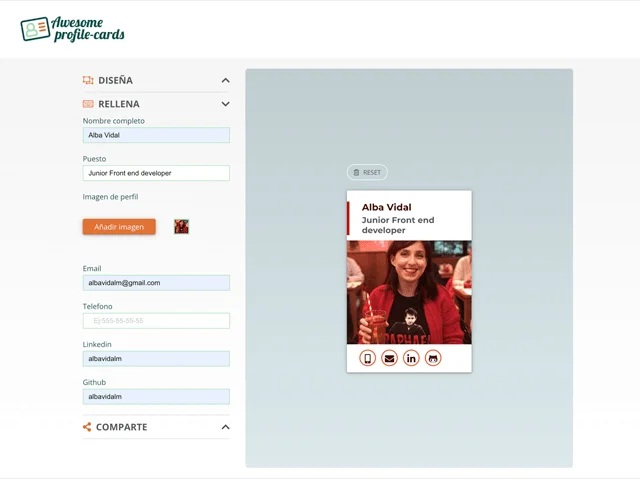 Awesome
profile-cards
DISEÑA
RELLENA
Nombre completo
Alba Vidal
Puesto
Junior Front end developer
Imagen de perfil
Añadir imagen
Email
albavidalm@gmail.com
Telefono
Ej:555-55-55-55
Linkedin
albavidalm
Github
albavidalm
COMPARTE
RESET
Alba Vidal
Junior Front end
developer
RAPHAEL
in